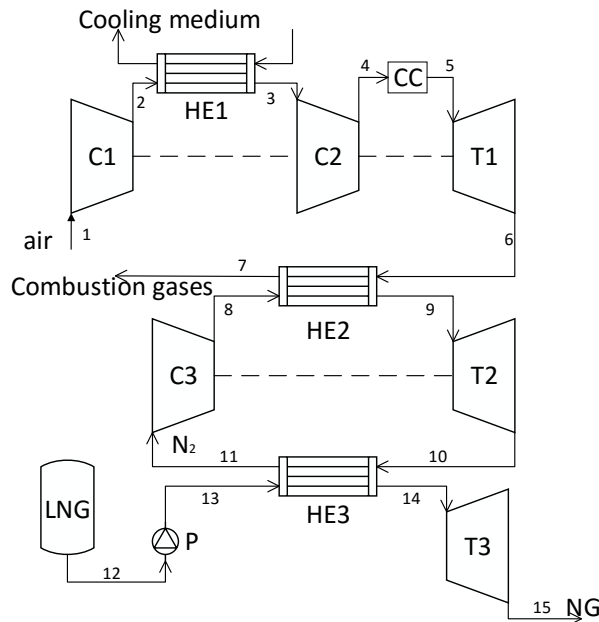 Cooling medium
4
5
CC
2
HE1
3
C1
C2
T1
air
1
6
7
Combustion gases
8
HE2
9
C3
T2
N₂
11
10
13
HE3
14
LNG
P
T3
12
15
NG